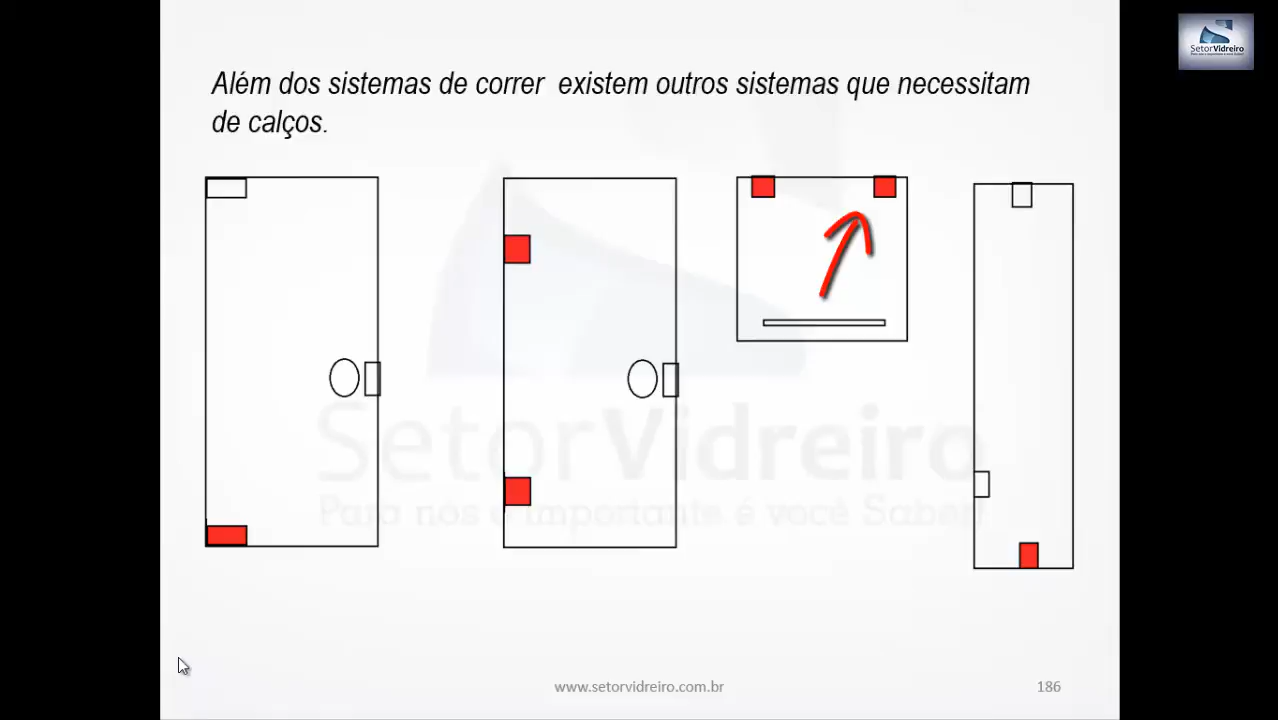 SetorVidreiro
Além dos sistemas de correr existem outros sistemas que necessitam
de calços.
SetorVidreiro
Para nós o importante é você Saber!
www.setorvidreiro.com.br
186